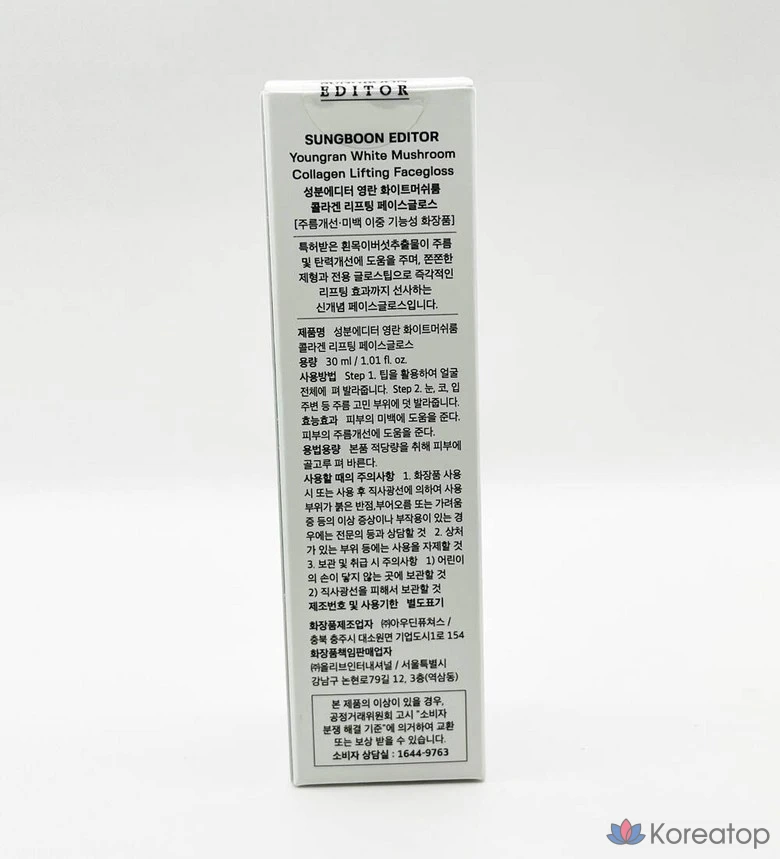 EDITOR
SUNGBOON EDITOR
Youngran White Mushroom
Collagen Lifting Facegloss
성분에디터 영란 화이트머쉬룸
콜라겐 리프팅 페이스글로스
[주름개선·미백 이중 기능성 화장품]
특허받은 흰목이버섯추출물이 주름
및 탄력개선에 도움을 주며, 쫀쫀한
제형과 전용 글로스팁으로 즉각적인
리프팅 효과까지 선사하는
신개념 페이스글로스입니다.
제품명 성분에디터 영란 화이트머쉬룸
콜라겐 리프팅 페이스글로스
용량 30 ml / 1.01 fl. oz.
사용방법 Step 1. 팁을 활용하여 얼굴
전체에 펴 발라줍니다. Step 2. 눈, 코, 입
주변 등 주름 고민 부위에 덧 발라줍니다.
효능효과 피부의 미백에 도움을 준다.
피부의 주름개선에 도움을 준다.
용법용량 본품 적당량을 취해 피부에
골고루 펴 바른다.
사용할 때의 주의사항 1. 화장품 사용
시 또는 사용 후 직사광선에 의하여 사용
부위가 붉은 반점,부어오름 또는 가려움
증 등의 이상 증상이나 부작용이 있는 경
우에는 전문의 등과 상담할 것 2. 상처
가 있는 부위 등에는 사용을 자제할 것
3. 보관 및 취급 시 주의사항 1) 어린이
의 손이 닿지 않는 곳에 보관할 것
2) 직사광선을 피해서 보관할 것
제조번호 및 사용기한 별도표기
화장품제조업자 ㈜아우딘퓨쳐스 /
충북 충주시 대소원면 기업도시1로 154
화장품책임판매업자
㈜올리브인터내셔널 / 서울특별시
강남구 논현로79길 12, 3층(역삼동)
본 제품의 이상이 있을 경우,
공정거래위원회 고시 "소비자
분쟁 해결 기준"에 의거하여 교환
또는 보상 받을 수 있습니다.
소비자 상담실 : 1644-9763
Koreatop